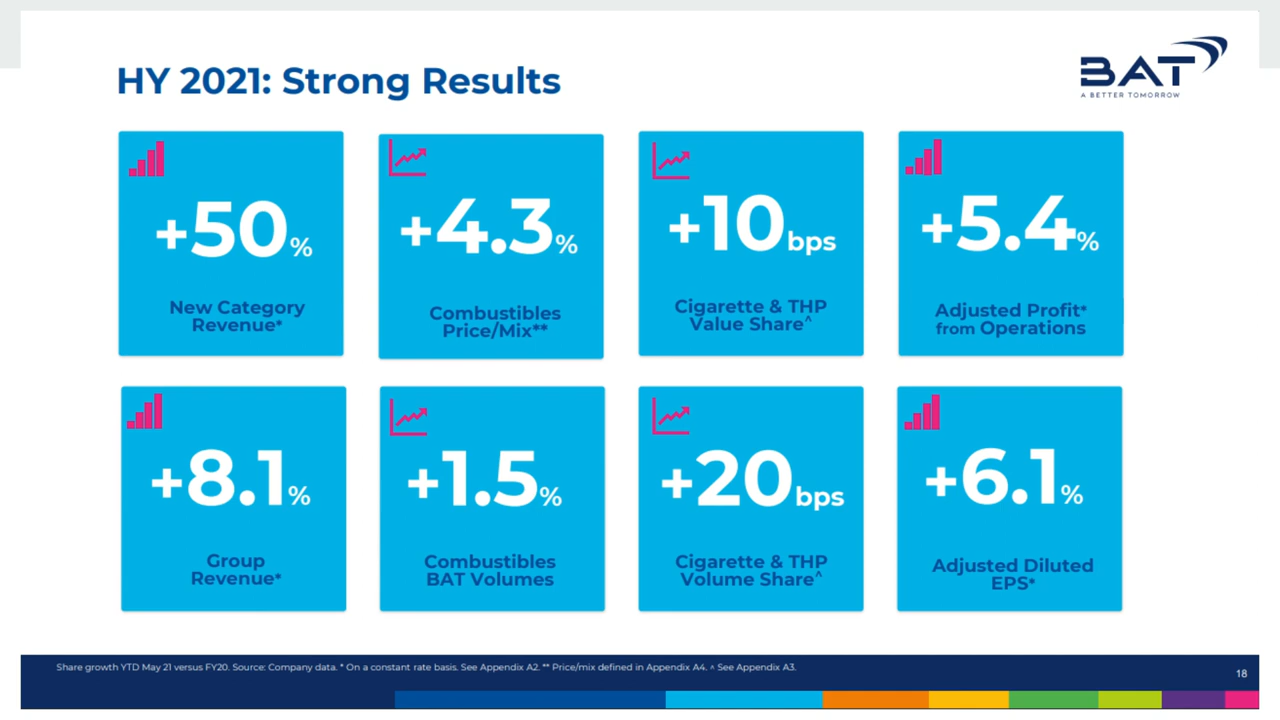 HY 2021: Strong Results
BAT
A BETTER TOMORROW
+50%
New Category
Revenue*
+4.3%
Combustibles
Price/Mix**
+10bps
Cigarette & THP
Value Share^
+5.4%
Adjusted Profit*
from Operations
+8.1%
Group
Revenue*
+1.5%
Combustibles
BAT Volumes
+20bps
Cigarette & THP
Volume Share^
+6.1%
Adjusted Diluted
EPS*
Share growth YTD May 21 versus FY20. Source: Company data. * On a constant rate basis. See Appendix A2. ** Price/mix defined in Appendix A4. ^ See Appendix A3.
18